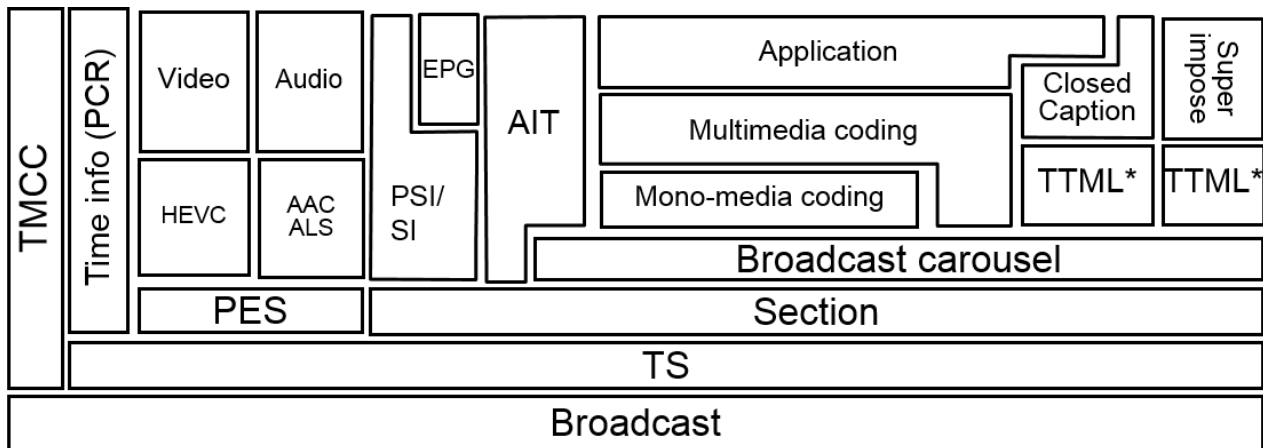 TMCC
Time info (PCR)
Video
Audio
EPG
AIT
Application
Closed
Caption
Super
impose
Multimedia coding
HEVC
AAC
ALS
PSI/
SI
Mono-media coding
TTML*
TTML*
Broadcast carousel
PES
Section
TS
Broadcast